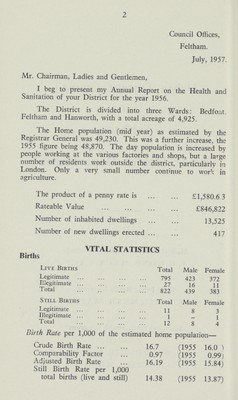 2
Council Offices,
Feltham.
July, 1957.
Mr. Chairman, Ladies and Gentlemen,
I beg to present my Annual Report on the Health and
Sanitation of your District for the year 1956.
The District is divided into three Wards: Bedfont,
Feltham and Hanworth, with a total acreage of 4,925.
The Home population (mid year) as estimated by the
Registrar General was 49,230. This was a further increase, the
1955 figure being 48,870. The day population is increased by
people working at the various factories and shops, but a large
number of residents work outside the district, particularly in
London. Only a very small number continue to work in
agriculture.
The product of a penny rate is ... ... £1,580.6 3
Rateable Value ... ... ... £846,822
Number of inhabited dwellings ... ... 13,525
Number of new dwellings erected ... ... 417
VITAL STATISTICS
Births
LIVE BIRTHS Total Male Female
Legitimate ... ... ... ... 795 423 372
Illegitimate ... ... ... ... 27 16 11
Total ... ... ... ... 822 439 383
STILL BIRTHS Total Male Female
Legitimate ... ... ... ... 11 8 3
Illegitimate ... ... ... ... 1 – 1
Total ... ... ... ... 12 8 4
Birth Rate per 1,000 of the estimated home population—
Crude Birth Rate ... ... 16.7 (1955 16.0 )
Comparability Factor ... 0.97 (1955 0.99)
Adjusted Birth Rate ... 16.19 (1955 15.84)
Still Birth Rate per 1,000
total births (live and still) 14.38 (1955 13.87)